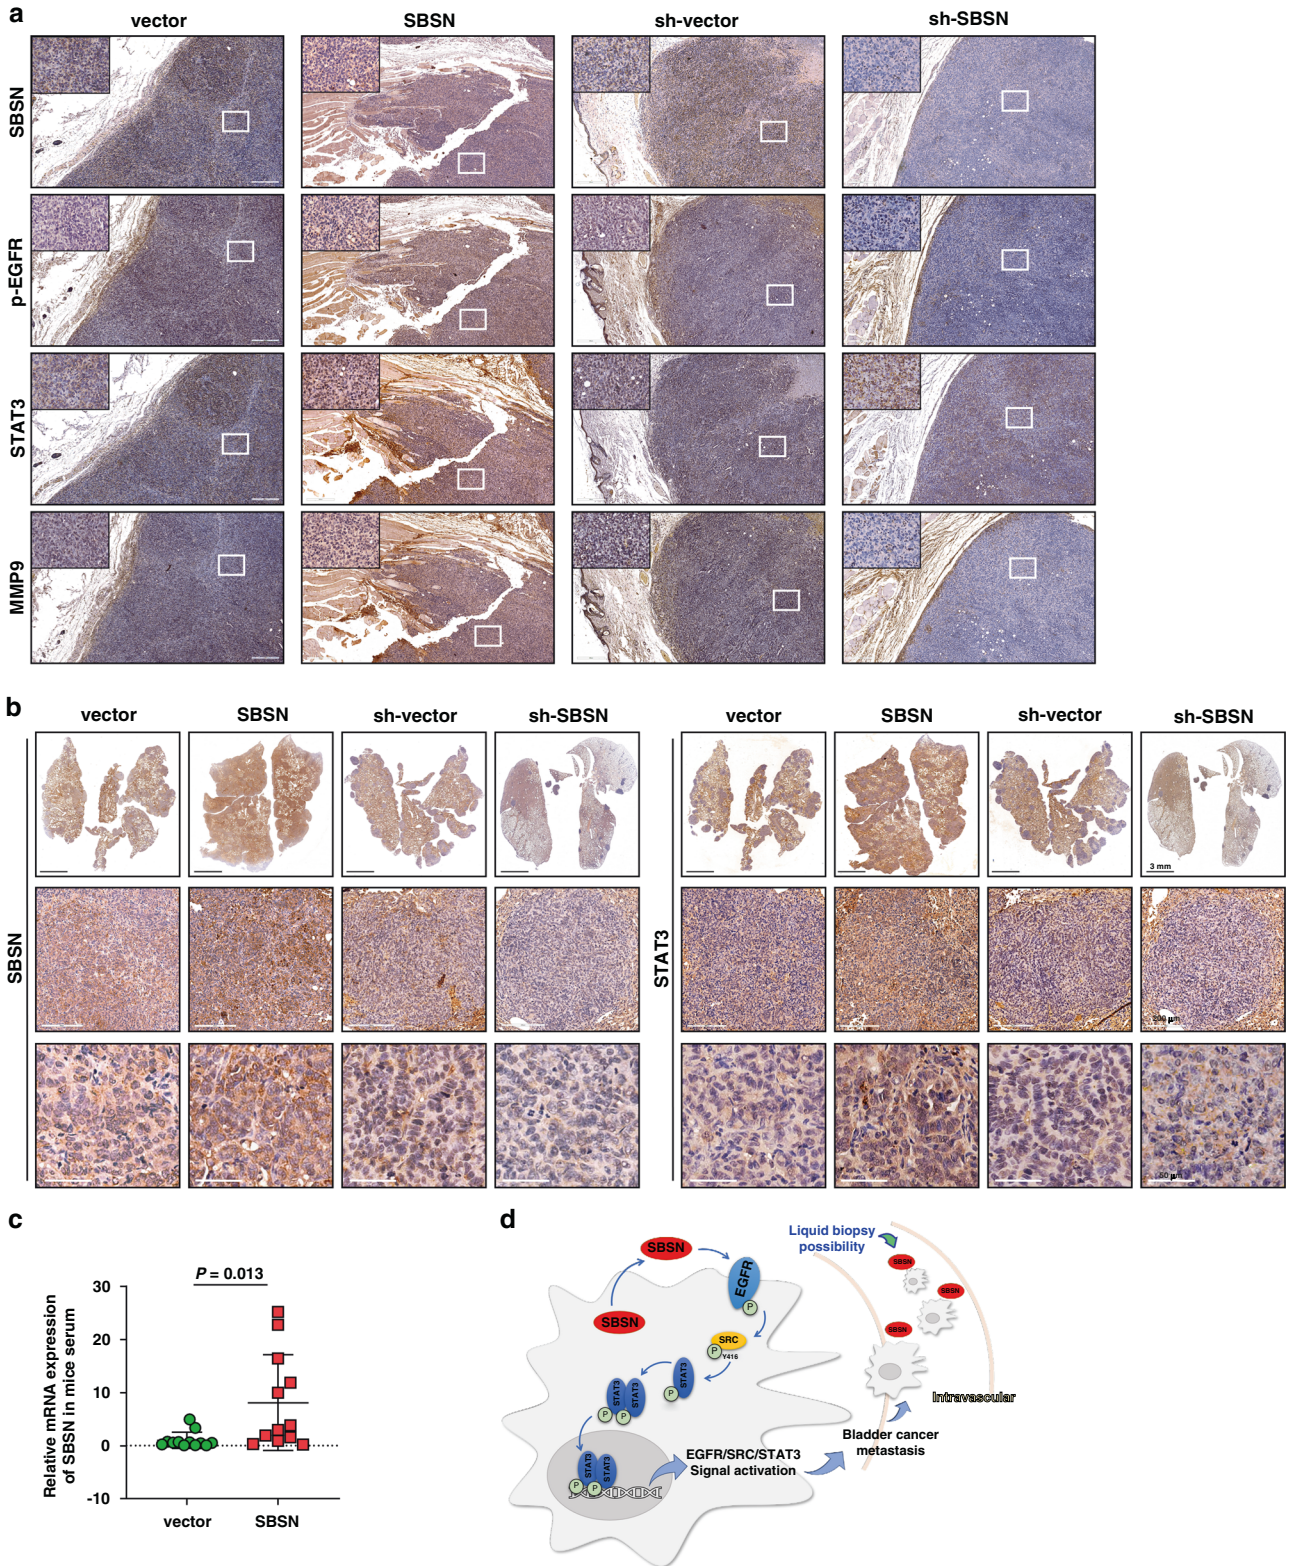 a
vector SBSN sh-vector sh-SBSN
SBSN
p-EGFR
STAT3
MMP9
b
vector SBSN sh-vector sh-SBSN vector SBSN sh-vector sh-SBSN
3 mm
SBSN
STAT3
200 μm
50 μm
c
P = 0.013
Relative mRNA expression
of SBSN in mice serum
30
20
10
0
-10
vector SBSN
d
Liquid biopsy
possibility
SBSN
SBSN
EGFR
P
SRC
P
Y416
STAT3
P
STAT3 STAT3
P P
STAT3 STAT3
P P
EGFR/SRC/STAT3
Signal activation
SBSN
SBSN
SBSN
Intravascular
Bladder cancer
metastasis